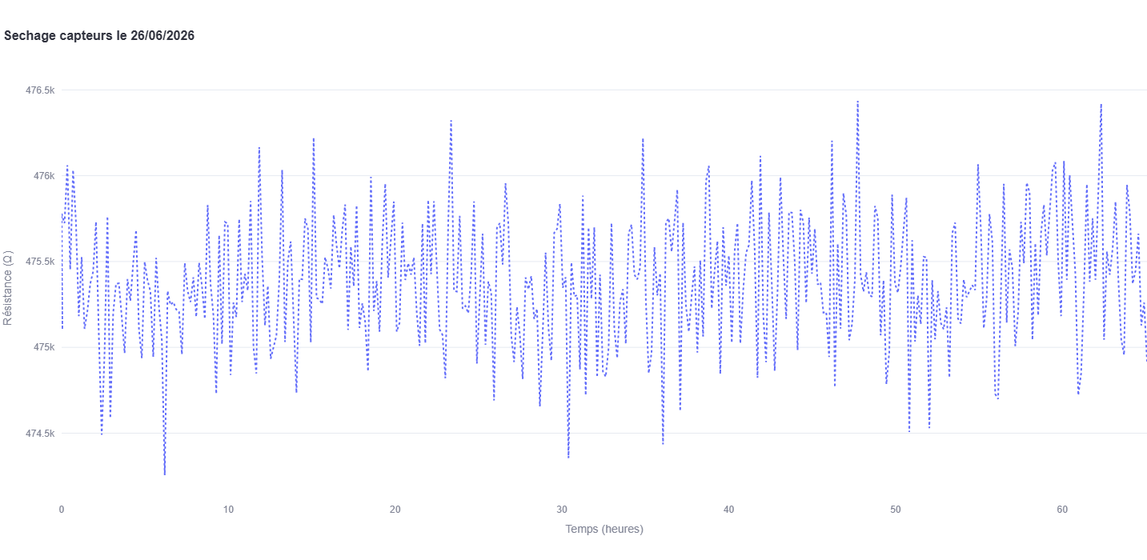 Sechage capteurs le 26/06/2026
476.5k
476k
475.5k
475k
474.5k
Résistance (Ω)
0 10 20 30 40 50 60
Temps (heures)